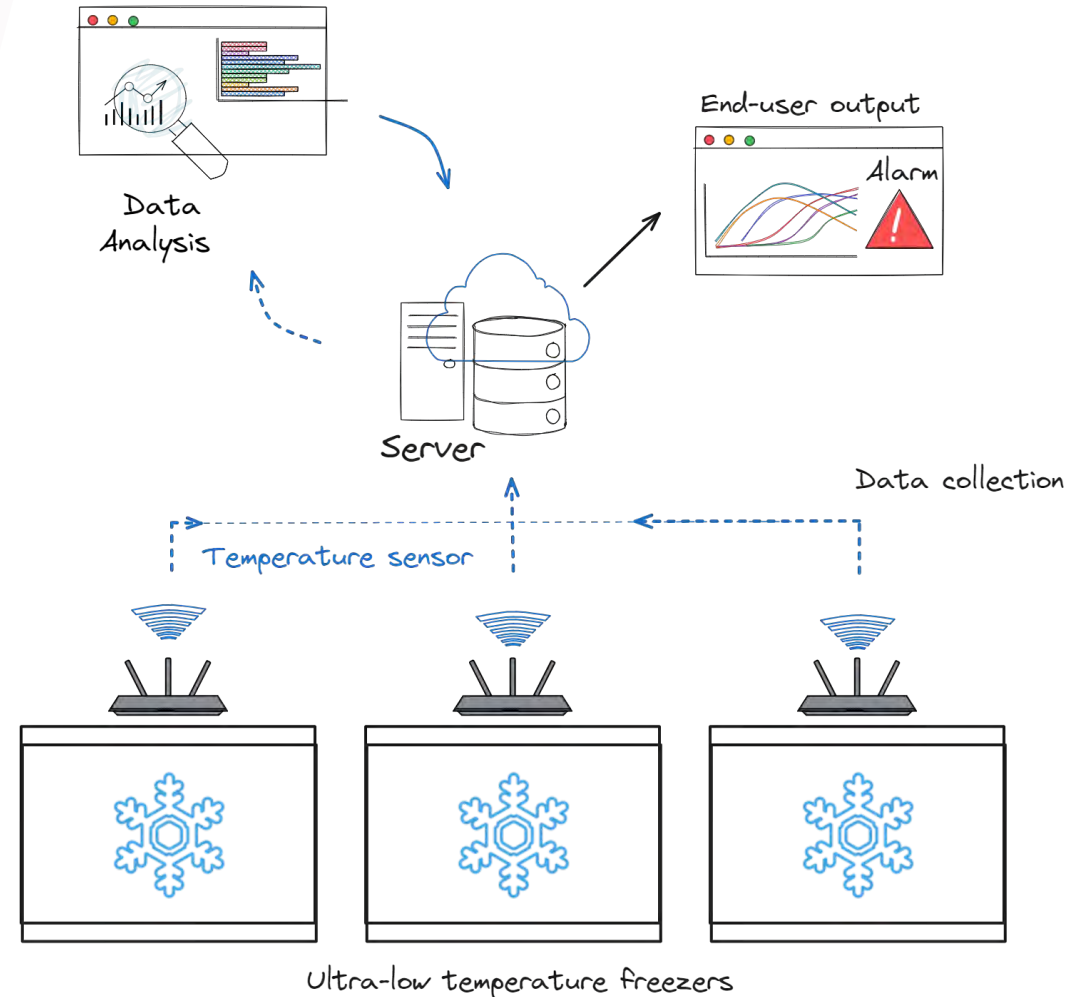 End-user output
Alarm
Data
Analysis
Server
Data collection
Temperature sensor
Ultra-low temperature freezers